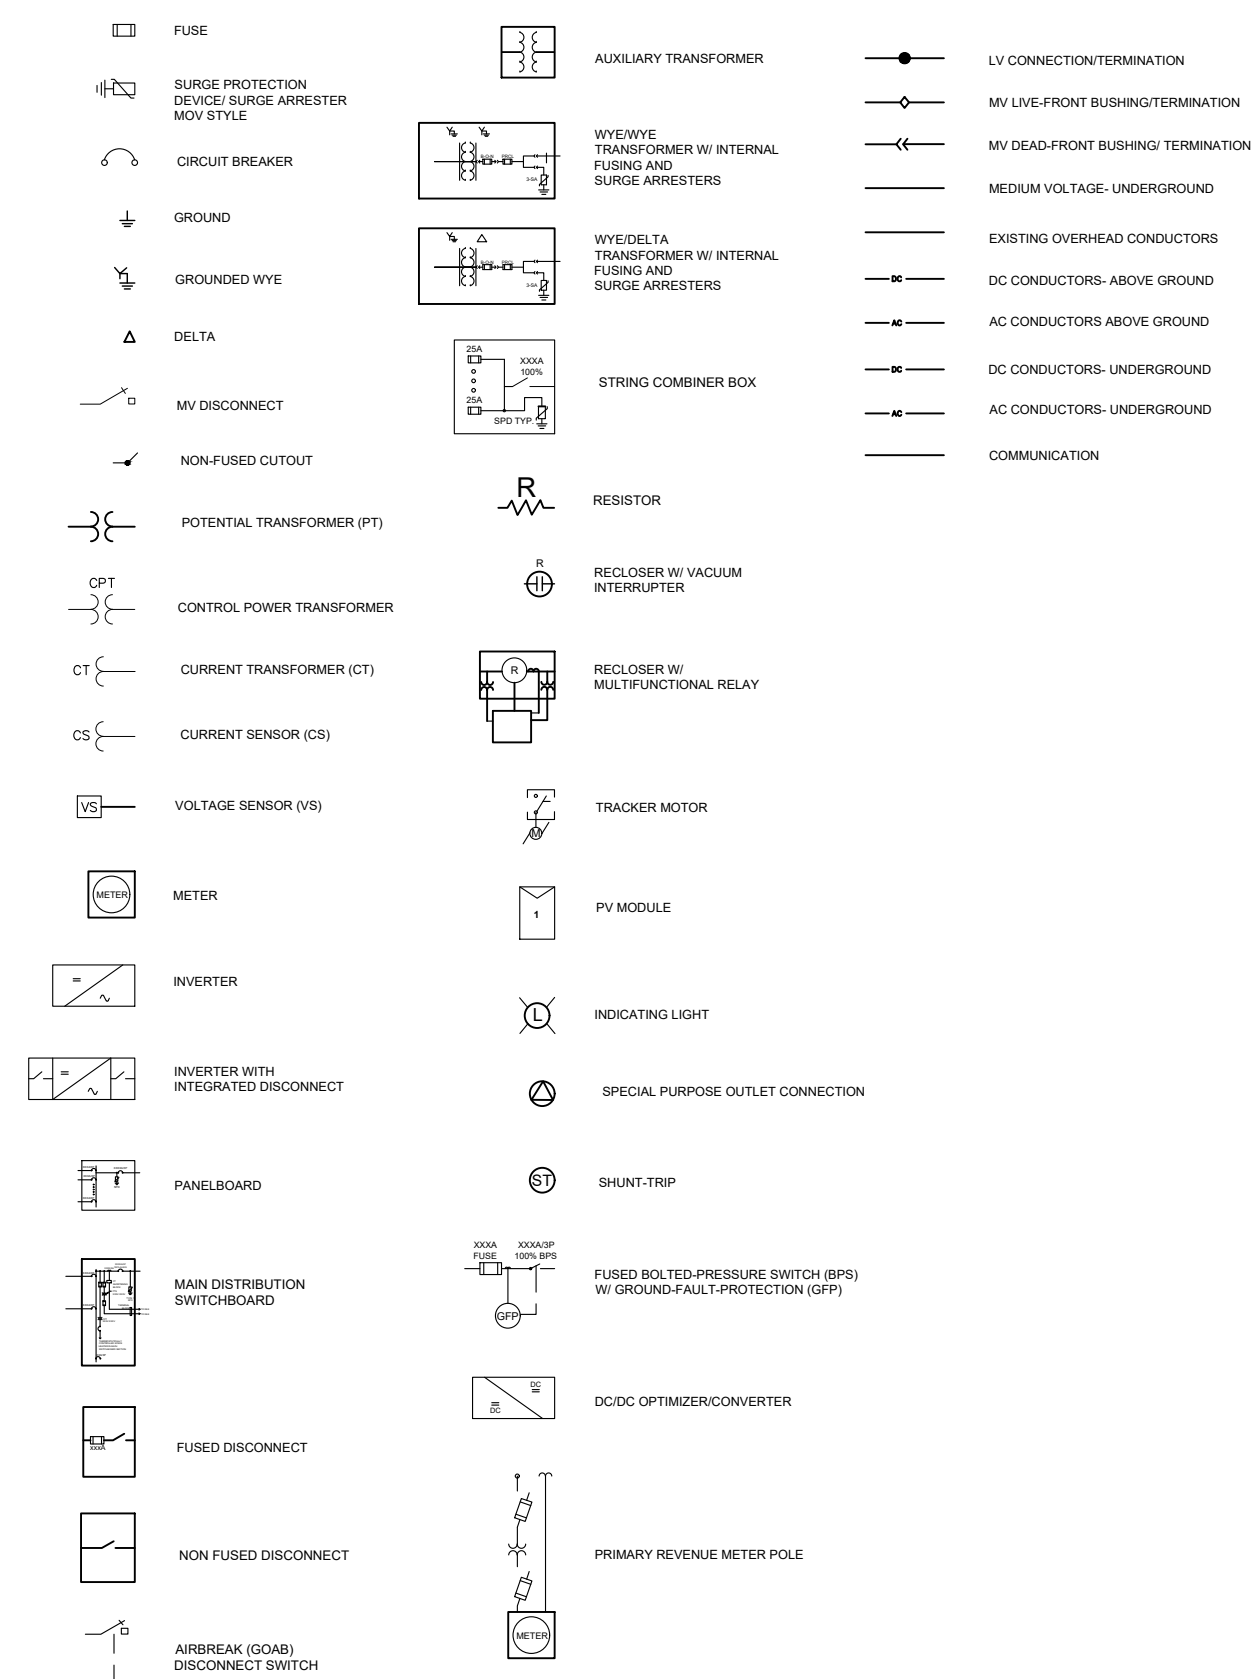 FUSE
SURGE PROTECTION
DEVICE/ SURGE ARRESTER
MOV STYLE
CIRCUIT BREAKER
GROUND
GROUNDED WYE
DELTA
MV DISCONNECT
NON-FUSED CUTOUT
POTENTIAL TRANSFORMER (PT)
CPT
CONTROL POWER TRANSFORMER
CT
CURRENT TRANSFORMER (CT)
CS
CURRENT SENSOR (CS)
VS
VOLTAGE SENSOR (VS)
METER
METER
INVERTER
INVERTER WITH
INTEGRATED DISCONNECT
PANELBOARD
MAIN DISTRIBUTION
SWITCHBOARD
XXXA
FUSED DISCONNECT
NON FUSED DISCONNECT
AIRBREAK (GOAB)
DISCONNECT SWITCH
AUXILIARY TRANSFORMER
B-O-N PRCL
3-SA
WYE/WYE
TRANSFORMER W/ INTERNAL
FUSING AND
SURGE ARRESTERS
B-O-N PRCL
3-SA
WYE/DELTA
TRANSFORMER W/ INTERNAL
FUSING AND
SURGE ARRESTERS
25A
XXXA
100%
25A
SPD TYP.
STRING COMBINER BOX
R
RESISTOR
R
RECLOSER W/ VACUUM
INTERRUPTER
R
RECLOSER W/
MULTIFUNCTIONAL RELAY
M
TRACKER MOTOR
1
PV MODULE
L
INDICATING LIGHT
SPECIAL PURPOSE OUTLET CONNECTION
ST
SHUNT-TRIP
XXXA XXXA/3P
FUSE 100% BPS
GFP
FUSED BOLTED-PRESSURE SWITCH (BPS)
W/ GROUND-FAULT-PROTECTION (GFP)
DC
DC
DC/DC OPTIMIZER/CONVERTER
PRIMARY REVENUE METER POLE
METER
LV CONNECTION/TERMINATION
MV LIVE-FRONT BUSHING/TERMINATION
MV DEAD-FRONT BUSHING/ TERMINATION
MEDIUM VOLTAGE- UNDERGROUND
EXISTING OVERHEAD CONDUCTORS
DC
DC CONDUCTORS- ABOVE GROUND
AC
AC CONDUCTORS ABOVE GROUND
DC
DC CONDUCTORS- UNDERGROUND
AC
AC CONDUCTORS- UNDERGROUND
COMMUNICATION